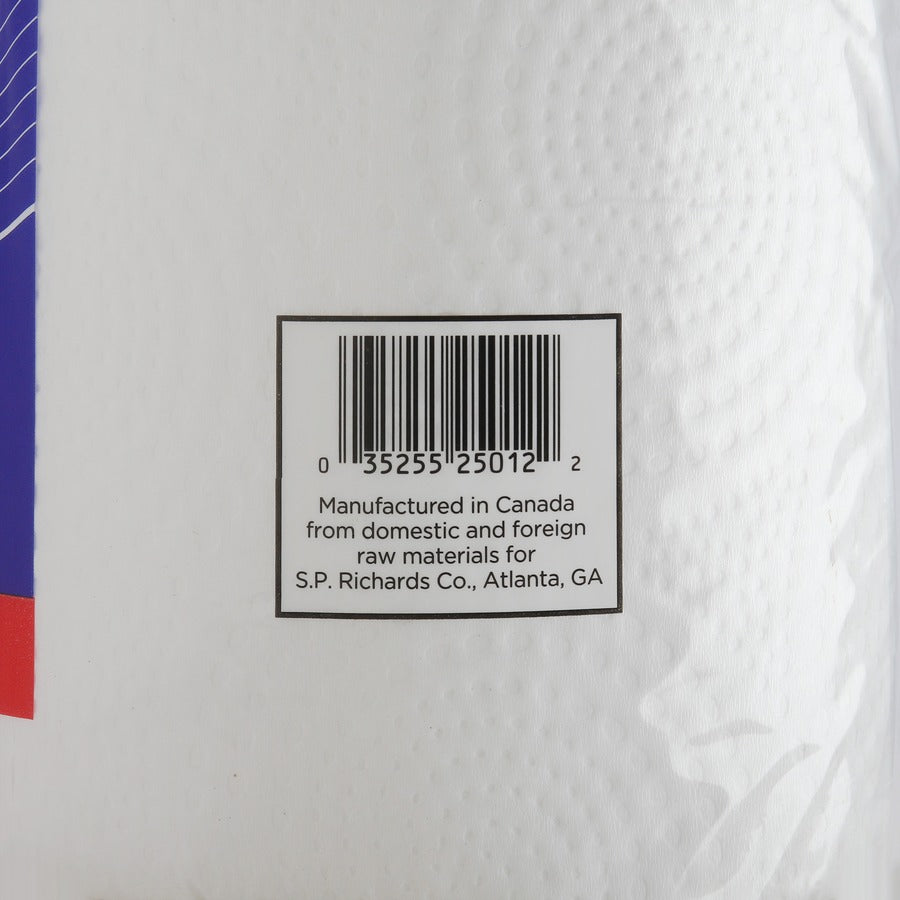 0 35255 25012 2
Manufactured in Canada
from domestic and foreign
raw materials for
S.P. Richards Co., Atlanta, GA